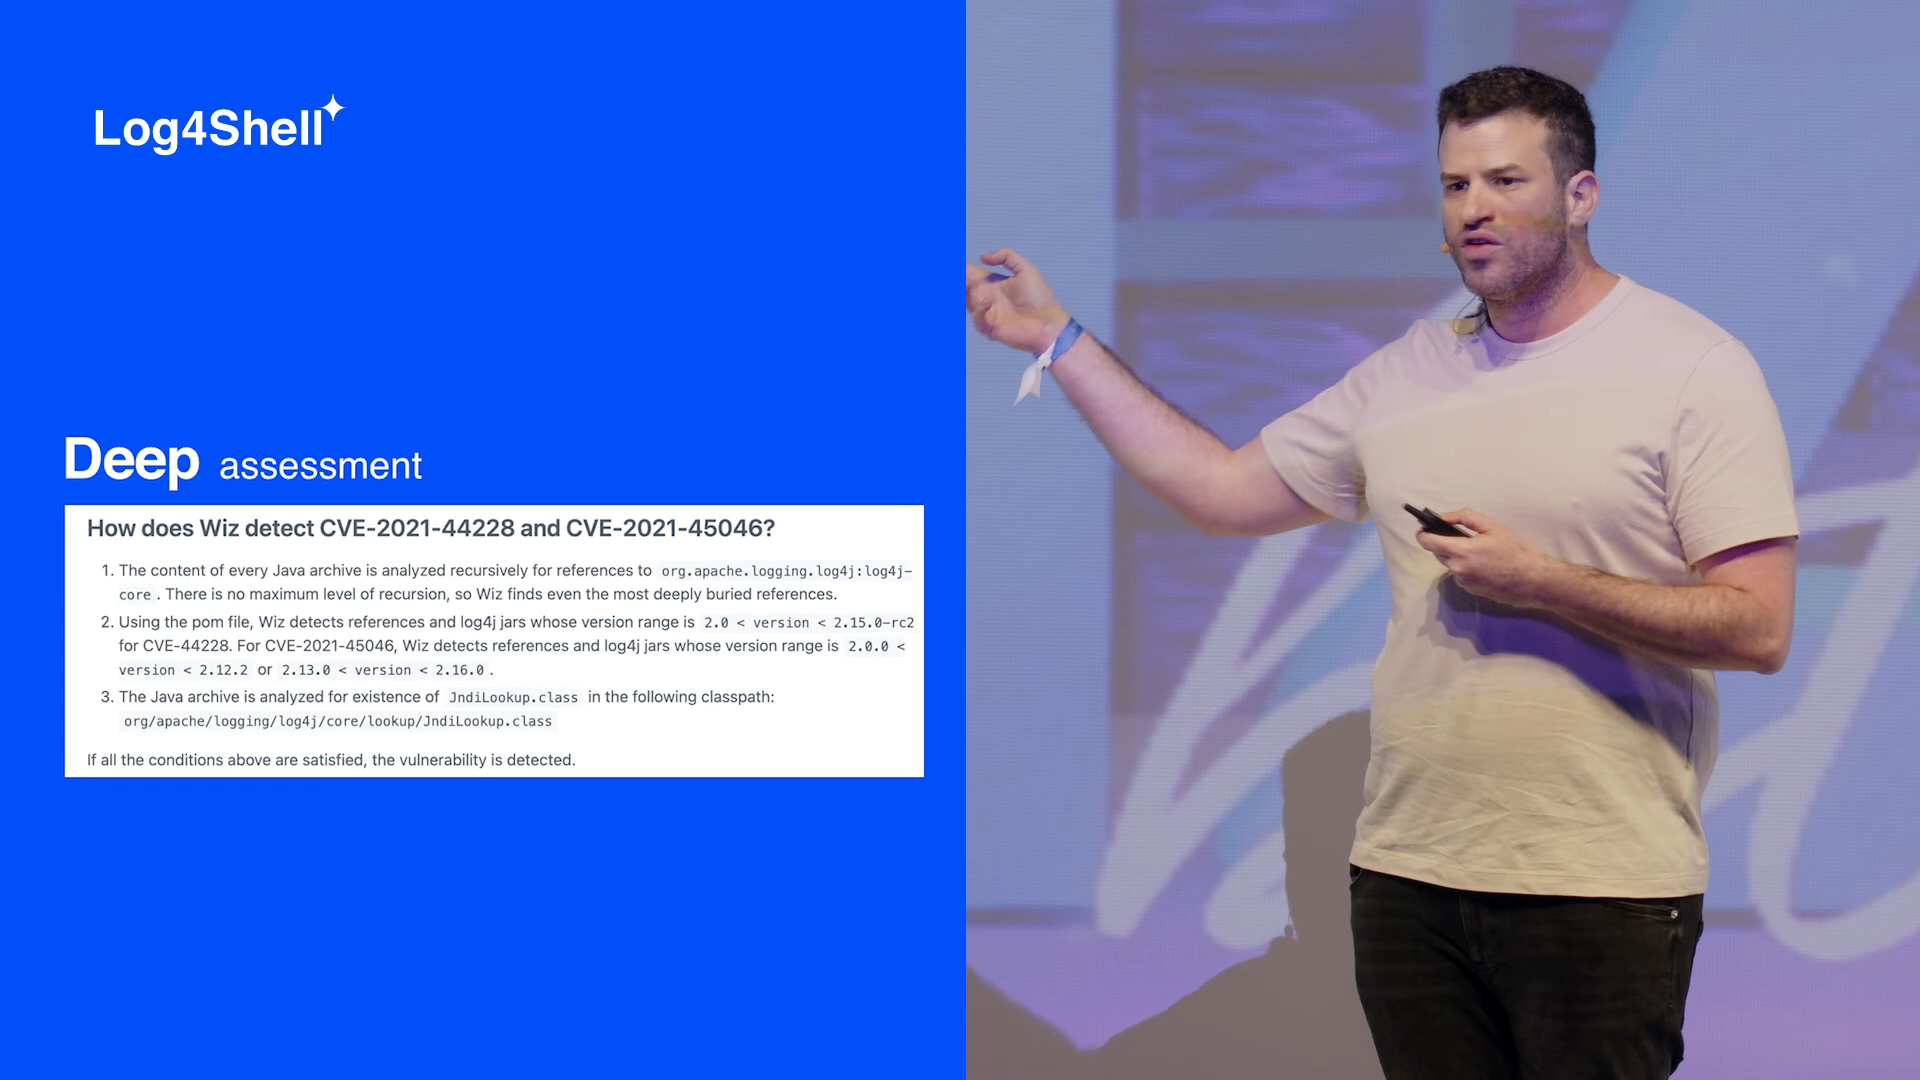 Log4Shell
Deep assessment
How does Wiz detect CVE-2021-44228 and CVE-2021-45046?
1. The content of every Java archive is analyzed recursively for references to org.apache.logging.log4j:log4j-
core . There is no maximum level of recursion, so Wiz finds even the most deeply buried references.
2. Using the pom file, Wiz detects references and log4j jars whose version range is 2.0 < version < 2.15.0-rc2
for CVE-44228. For CVE-2021-45046, Wiz detects references and log4j jars whose version range is 2.0.0 <
version < 2.12.2 or 2.13.0 < version < 2.16.0 .
3. The Java archive is analyzed for existence of JndiLookup.class in the following classpath:
org/apache/logging/log4j/core/lookup/JndiLookup.class
If all the conditions above are satisfied, the vulnerability is detected.